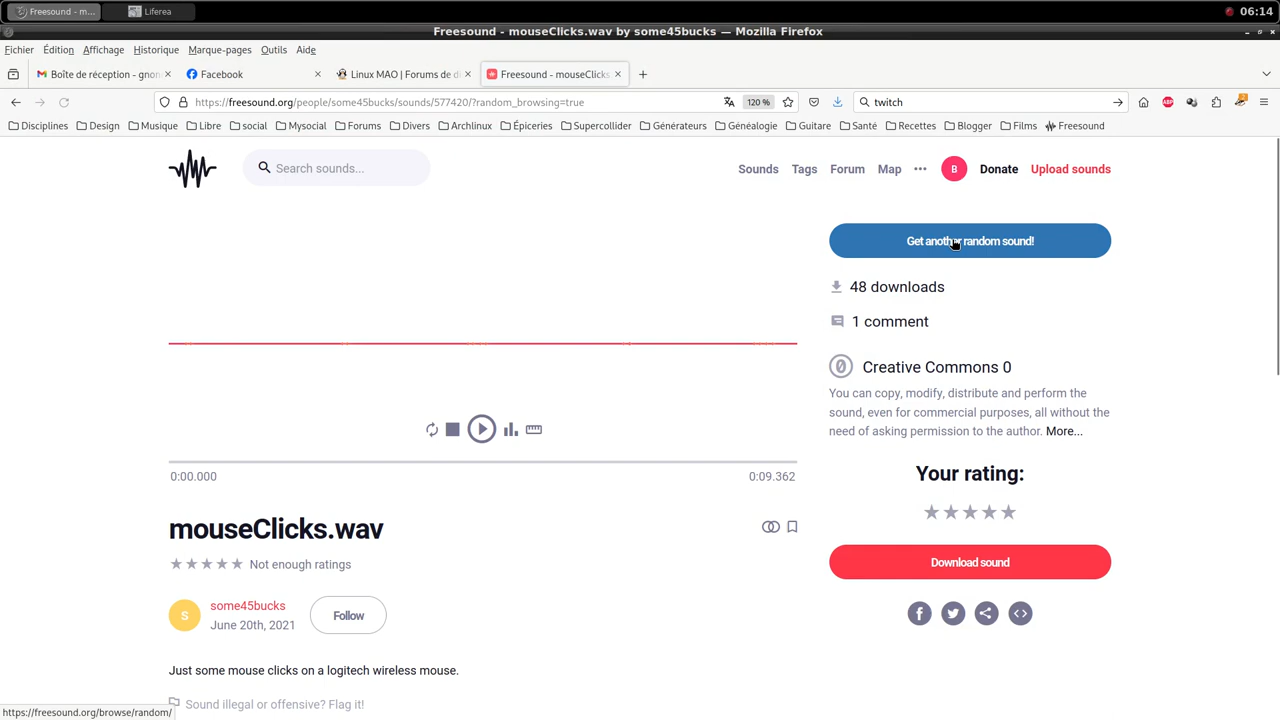 Freesound - m...
Liferea
06:14
Freesound - mouseClicks.wav by some45bucks — Mozilla Firefox
Fichier Édition Affichage Historique Marque-pages Outils Aide
Boîte de réception - gno
Facebook
Linux MAO | Forums de d
Freesound - mouseClicks
https://freesound.org/people/some45bucks/sounds/577420/?random_browsing=true
120 %
twitch
ABP
2
Disciplines Design Musique Libre social Mysocial Forums Divers Archlinux Épiceries Supercollider Générateurs Généalogie Guitare Santé Recettes Blogger Films Freesound
Search sounds...
Sounds Tags Forum Map B Donate Upload sounds
Get another random sound!
48 downloads
1 comment
0
Creative Commons 0
You can copy, modify, distribute and perform the
sound, even for commercial purposes, all without the
need of asking permission to the author. More...
0:00.000
0:09.362
Your rating:
mouseClicks.wav
Not enough ratings
Download sound
S
some45bucks
June 20th, 2021
Follow
Just some mouse clicks on a logitech wireless mouse.
Sound illegal or offensive? Flag it!
https://freesound.org/browse/random/